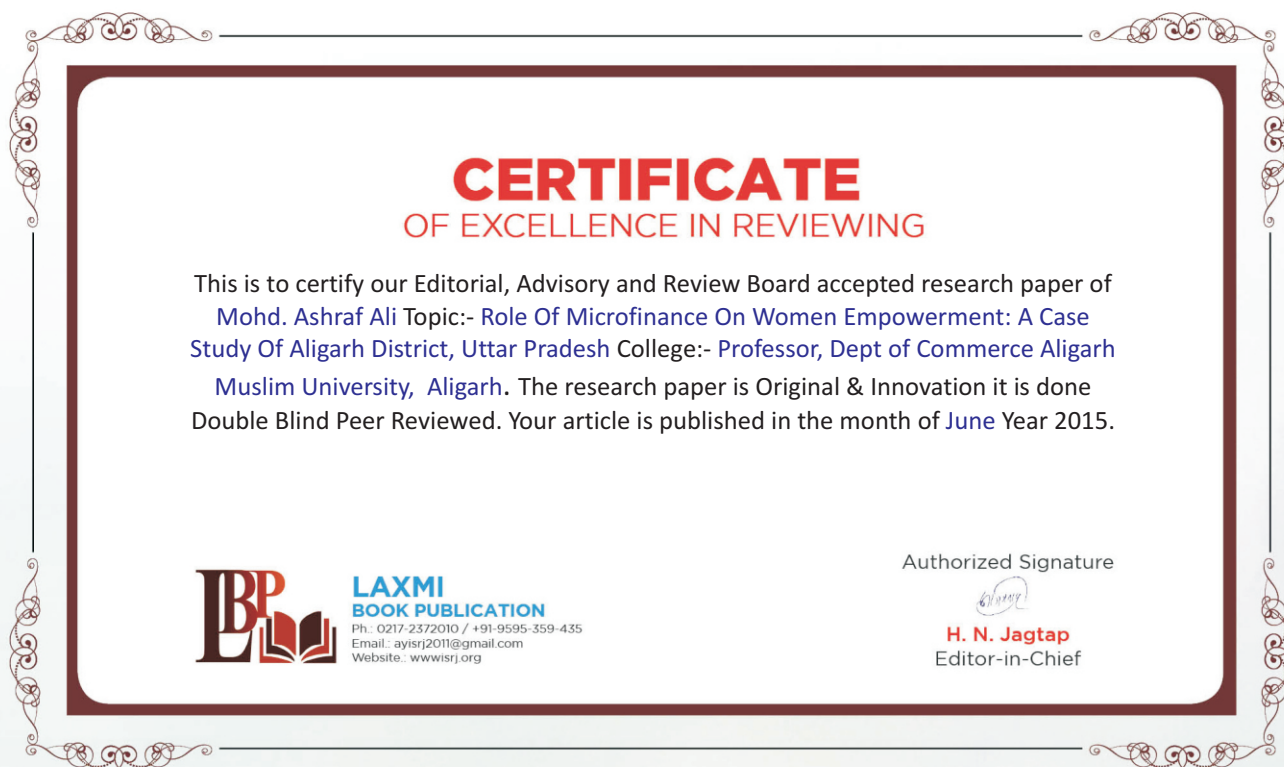 CERTIFICATE
OF EXCELLENCE IN REVIEWING
This is to certify our Editorial, Advisory and Review Board accepted research paper of
Mohd. Ashraf Ali Topic:- Role Of Microfinance On Women Empowerment: A Case
Study Of Aligarh District, Uttar Pradesh College:- Professor, Dept of Commerce Aligarh
Muslim University, Aligarh. The research paper is Original & Innovation it is done
Double Blind Peer Reviewed. Your article is published in the month of June Year 2015.
LBP
LAXMI
BOOK PUBLICATION
Ph.: 0217-2372010 / +91-9595-359-435
Email.: ayisrj2011@gmail.com
Website.: wwwisrj.org
Authorized Signature
H. N. Jagtap
Editor-in-Chief